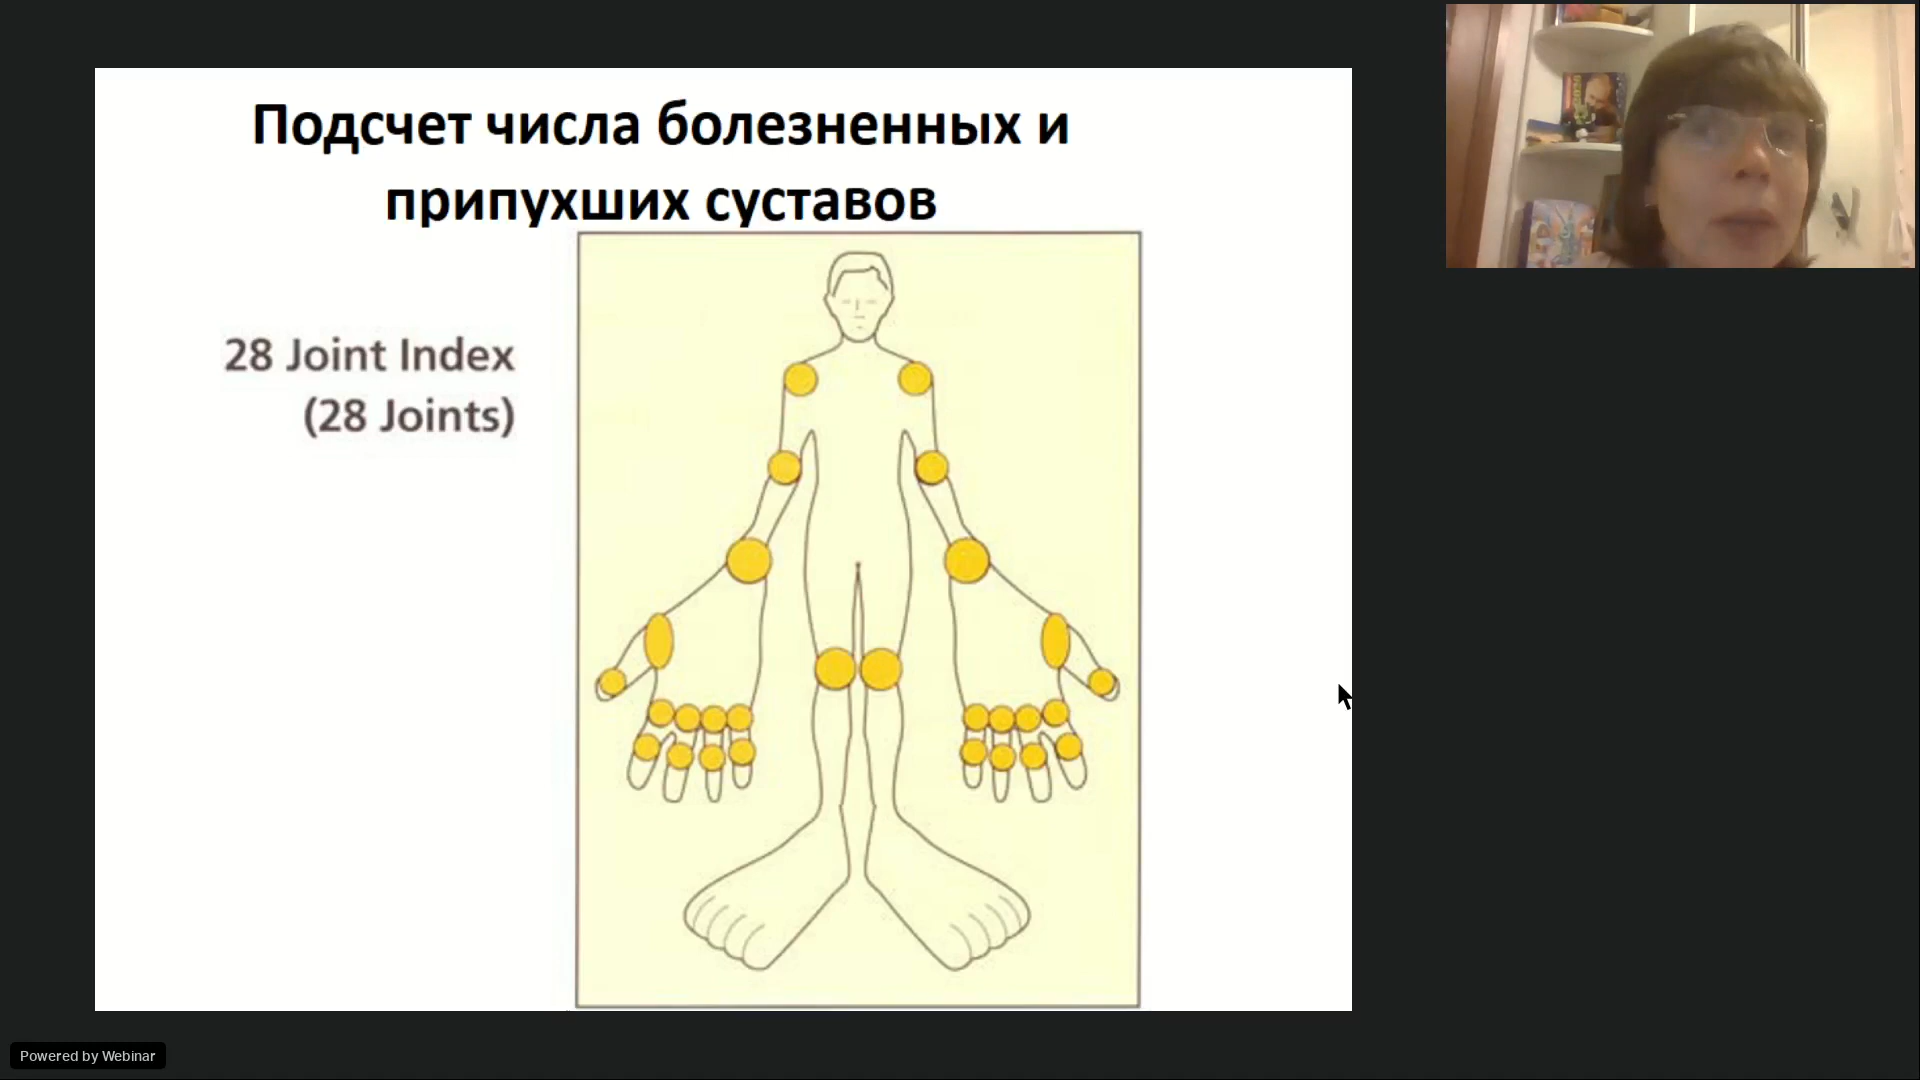 Подсчет числа болезненных и
припухших суставов
28 Joint Index
(28 Joints)
Powered by Webinar